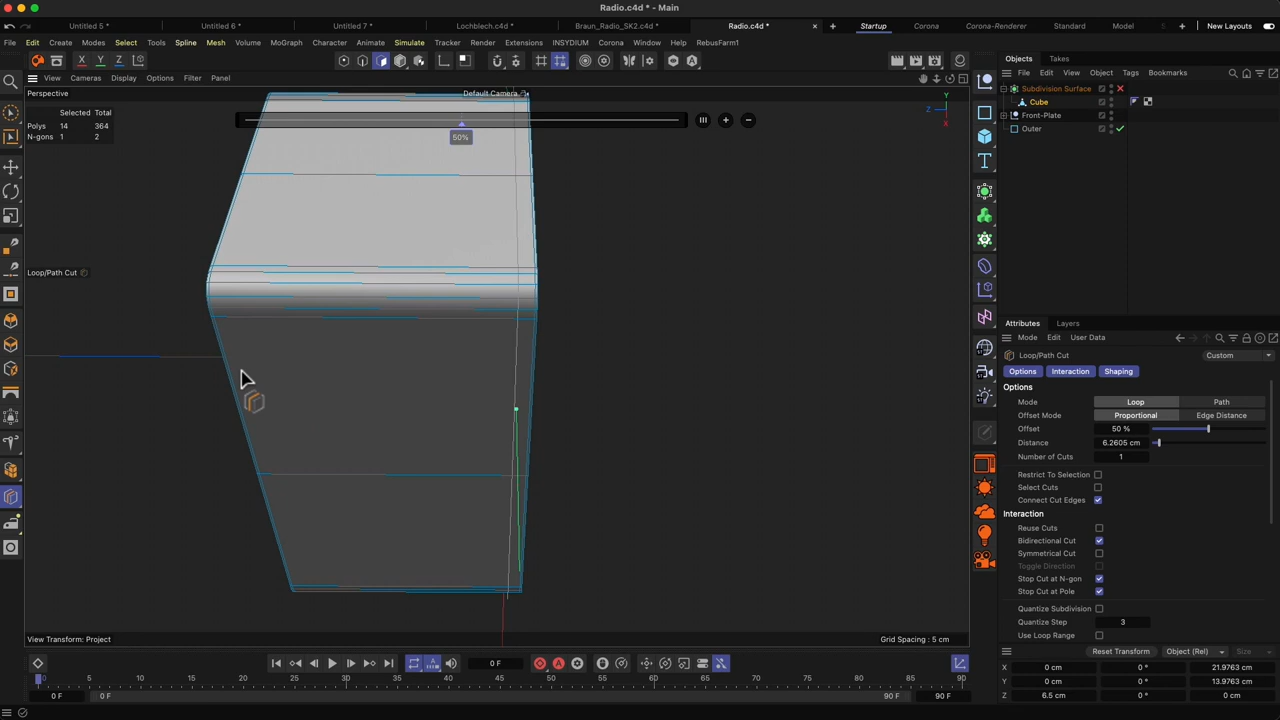 Radio.c4d * - Main
Untitled 5 *
Untitled 6 *
Untitled 7 *
Lochblech.c4d *
Braun_Radio_SK2.c4d *
Radio.c4d *
Startup
Corona
Corona-Renderer
Standard
Model
New Layouts
File Edit Create Modes Select Tools Spline Mesh Volume MoGraph Character Animate Simulate Tracker Render Extensions INSYDIUM Corona Window Help RebusFarm1
X Y Z
Objects Takes
File Edit View Object Tags Bookmarks
View Cameras Display Options Filter Panel
Subdivision Surface
Cube
Front-Plate
Outer
Perspective
Default Camera
Selected Total
Polys 14 364
N-gons 1 2
50%
Y
Z
X
Loop/Path Cut
Attributes Layers
Mode Edit User Data
Loop/Path Cut
Custom
Options Interaction Shaping
Options
Mode Loop Path
Offset Mode Proportional Edge Distance
Offset 50 %
Distance 6.2605 cm
Number of Cuts 1
Restrict To Selection
Select Cuts
Connect Cut Edges
Interaction
Reuse Cuts
Bidirectional Cut
Symmetrical Cut
Toggle Direction
Stop Cut at N-gon
Stop Cut at Pole
Quantize Subdivision
Quantize Step 3
Use Loop Range
View Transform: Project
Grid Spacing : 5 cm
Reset Transform Object (Rel) Size
X 0 cm 0 ° 21.9763 cm
Y 0 cm 0 ° 13.9763 cm
Z 6.5 cm 0 ° 0 cm
0 F
0 5 10 15 20 25 30 35 40 45 50 55 60 65 70 75 80 85 90
0 F 0 F 90 F 90 F